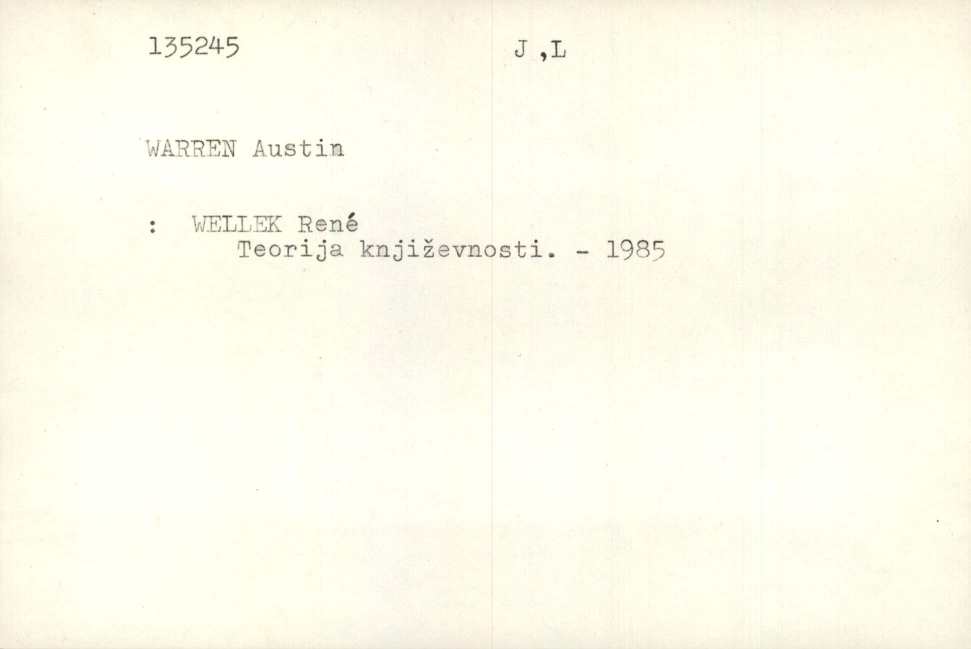 135245 J ,L
WARREN Austin
: WELLEK René
Teorija književnosti. - 1985